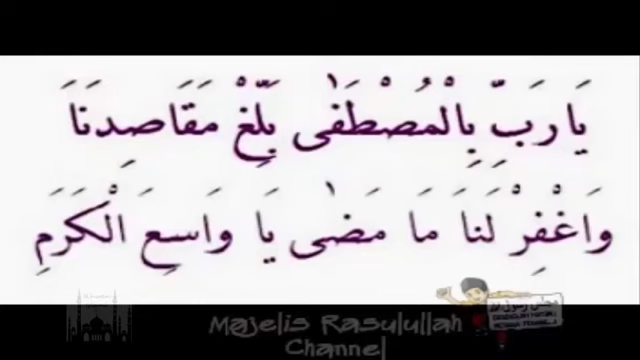 يَا رَبِّ بِالْمُصْطَفَى بَلِّغْ مَقَاصِدَنَا
وَاغْفِرْ لَنَا مَا مَضَى يَا وَاسِعَ الْكَرَمِ
Majelis Rasulullah
Channel